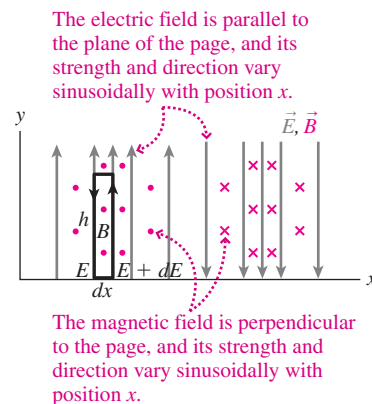 The electric field is parallel to
the plane of the page, and its
strength and direction vary
sinusoidally with position x.
y
E⃗, B⃗
h
B
E
E + dE
x
dx
The magnetic field is perpendicular
to the page, and its strength and
direction vary sinusoidally with
position x.